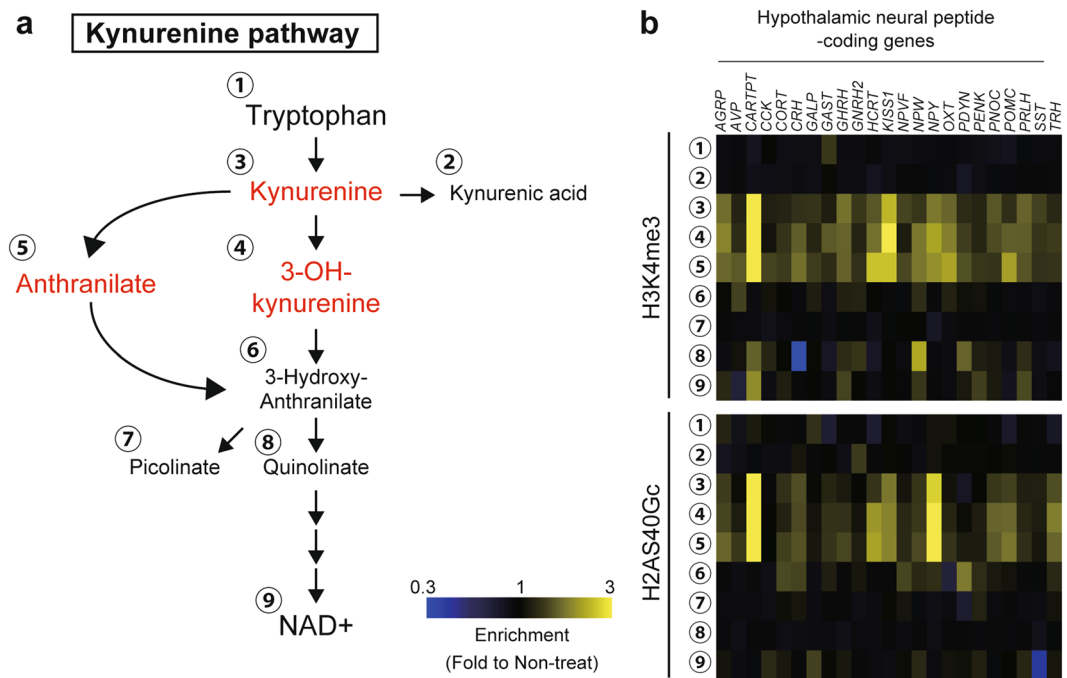 a
Kynurenine pathway
①
Tryptophan
③
Kynurenine
②
Kynurenic acid
⑤
Anthranilate
④
3-OH-
kynurenine
⑥
3-Hydroxy-
Anthranilate
⑦
Picolinate
⑧
Quinolinate
⑨
NAD+
0.3 1 3
Enrichment
(Fold to Non-treat)
b
Hypothalamic neural peptide
-coding genes
AGRP
AVP
CARTPT
CCK
CORT
CRH
GALP
GAST
GHRH
GNRH2
HCRT
KISS1
NPVF
NPW
NPY
OXT
PDYN
PENK
PNOC
POMC
PRLH
SST
TRH
H3K4me3
①
②
③
④
⑤
⑥
⑦
⑧
⑨
H2AS40Gc
①
②
③
④
⑤
⑥
⑦
⑧
⑨